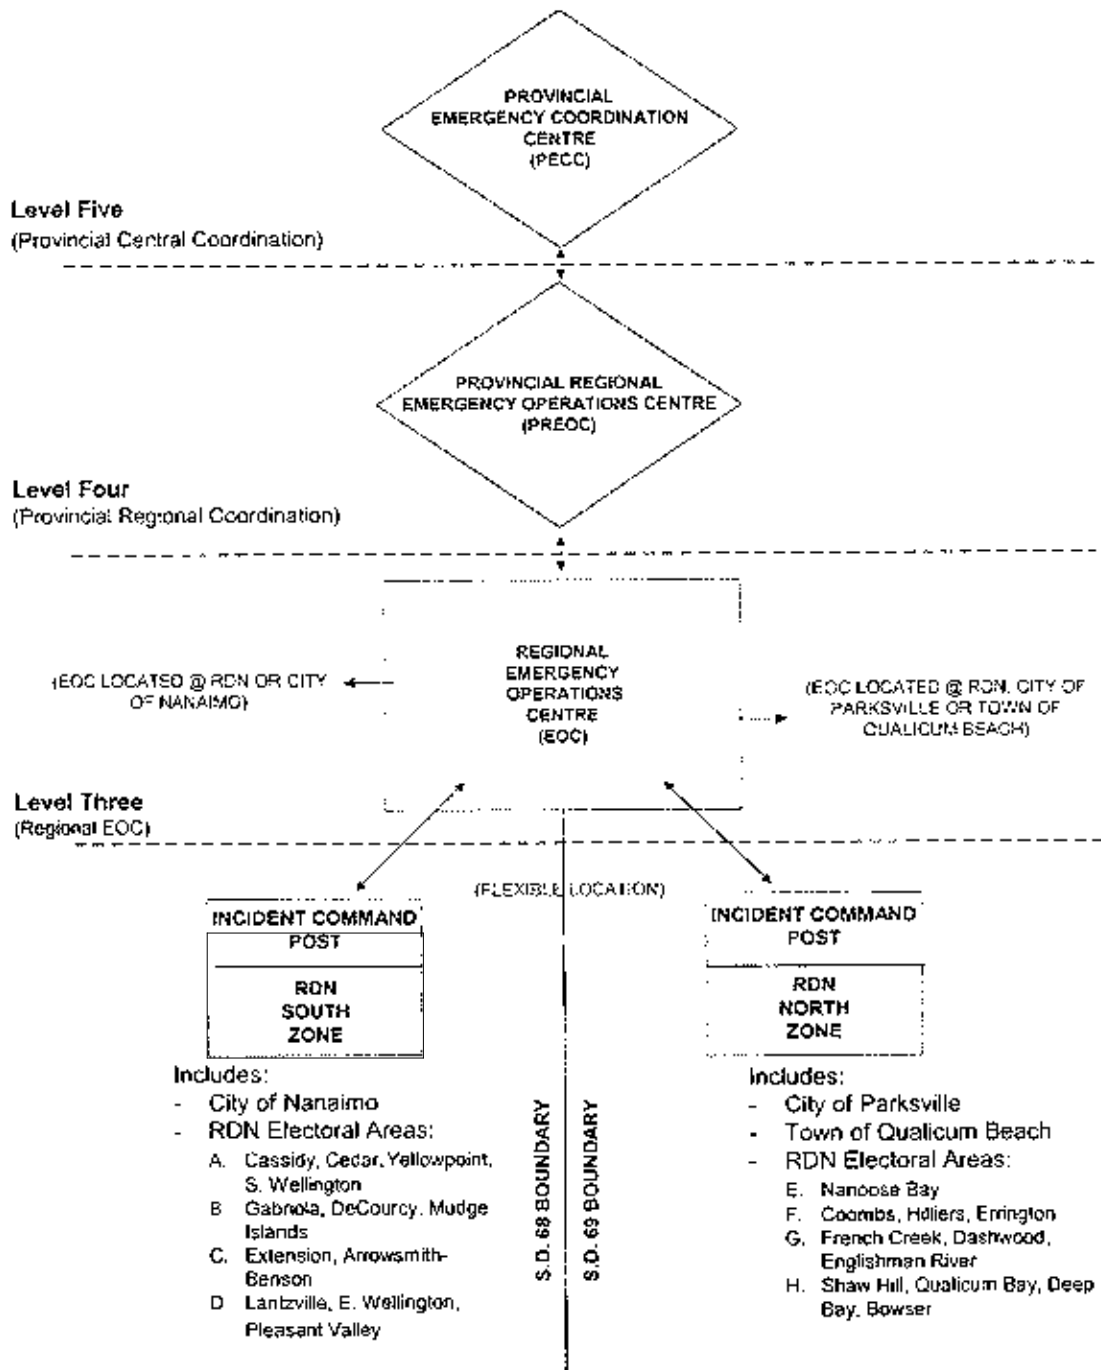 PROVINCIAL
EMERGENCY COORDINATION
CENTRE
(PECC)
Level Five
(Provincial Central Coordination)
PROVINCIAL REGIONAL
EMERGENCY OPERATIONS CENTRE
(PREOC)
Level Four
(Provincial Regional Coordination)
REGIONAL
EMERGENCY
OPERATIONS
CENTRE
(EOC)
(EOC LOCATED @ RDN OR CITY
OF NANAIMO)
(EOC LOCATED @ RDN, CITY OF
PARKSVILLE OR TOWN OF
QUALICUM BEACH)
Level Three
(Regional EOC)
(FLEXIBLE LOCATION)
INCIDENT COMMAND
POST
RDN
SOUTH
ZONE
Includes:
- City of Nanaimo
- RDN Electoral Areas:
A. Cassidy, Cedar, Yellowpoint,
S. Wellington
B Gabriola, DeCourcy, Mudge
Islands
C. Extension, Arrowsmith-
Benson
D Lantzville, E. Wellington,
Pleasant Valley
S.D. 68 BOUNDARY
S.D. 69 BOUNDARY
INCIDENT COMMAND
POST
RDN
NORTH
ZONE
Includes:
- City of Parksville
- Town of Qualicum Beach
- RDN Electoral Areas:
E. Nanoose Bay
F. Coombs, Hilliers, Errington
G. French Creek, Dashwood,
Englishman River
H. Shaw Hill, Qualicum Bay, Deep
Bay, Bowser